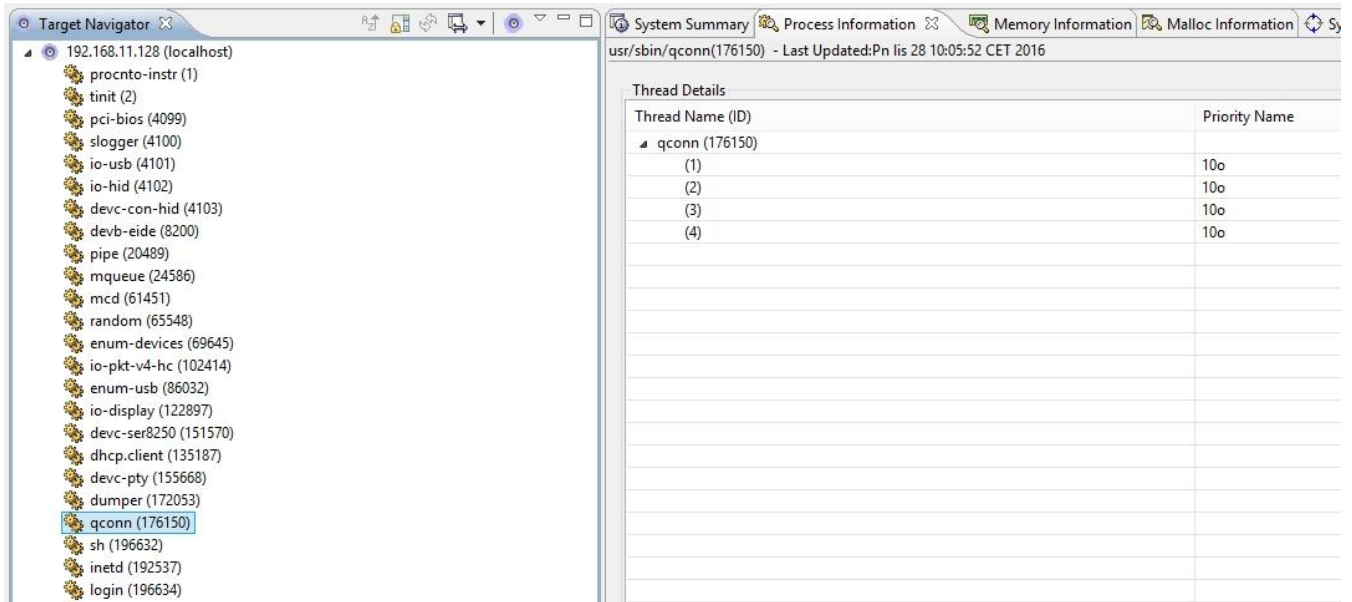 Target Navigator
192.168.11.128 (localhost)
procnto-instr (1)
tinit (2)
pci-bios (4099)
slogger (4100)
io-usb (4101)
io-hid (4102)
devc-con-hid (4103)
devb-eide (8200)
pipe (20489)
mqueue (24586)
mcd (61451)
random (65548)
enum-devices (69645)
io-pkt-v4-hc (102414)
enum-usb (86032)
io-display (122897)
devc-ser8250 (151570)
dhcp.client (135187)
devc-pty (155668)
dumper (172053)
qconn (176150)
sh (196632)
inetd (192537)
login (196634)
System Summary Process Information Memory Information Malloc Information Sy
usr/sbin/qconn(176150) - Last Updated:Pn lis 28 10:05:52 CET 2016
Thread Details
Thread Name (ID) Priority Name
qconn (176150)
(1) 10o
(2) 10o
(3) 10o
(4) 10o